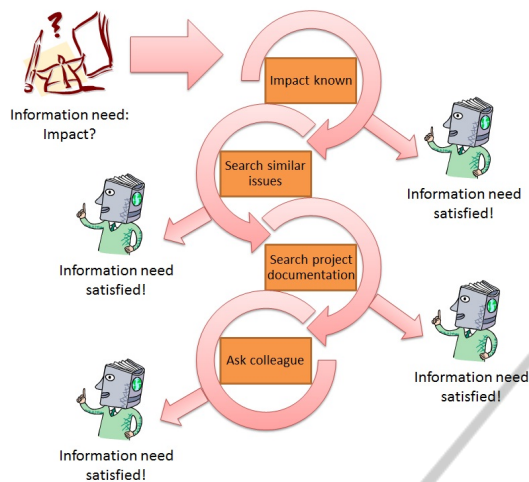 Information need:
Impact?
Impact known
Information need
satisfied!
Search similar
issues
Information need
satisfied!
Search project
documentation
Information need
satisfied!
Ask colleague
Information need
satisfied!